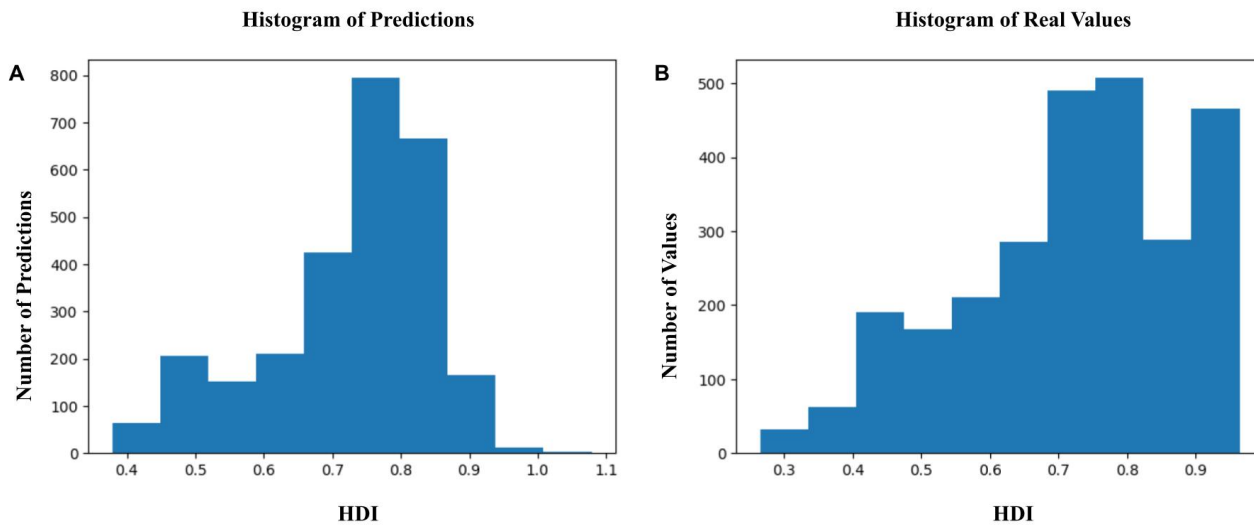 Histogram of Predictions
A
800
700
600
500
400
300
200
100
0
Number of Predictions
0.4 0.5 0.6 0.7 0.8 0.9 1.0 1.1
HDI
Histogram of Real Values
B
500
400
300
200
100
0
Number of Values
0.3 0.4 0.5 0.6 0.7 0.8 0.9
HDI